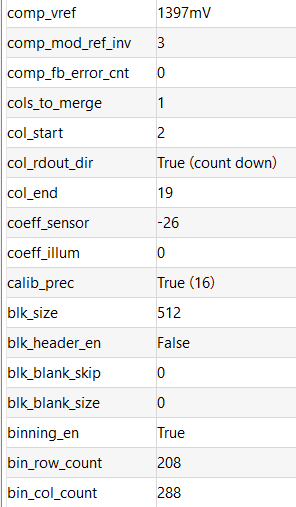 comp_vref 1397mV
comp_mod_ref_inv 3
comp_fb_error_cnt 0
cols_to_merge 1
col_start 2
col_rdout_dir True (count down)
col_end 19
coeff_sensor -26
coeff_illum 0
calib_prec True (16)
blk_size 512
blk_header_en False
blk_blank_skip 0
blk_blank_size 0
binning_en True
bin_row_count 208
bin_col_count 288